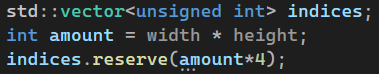 std::vector<unsigned int> indices;
int amount = width * height;
indices.reserve(amount*4);